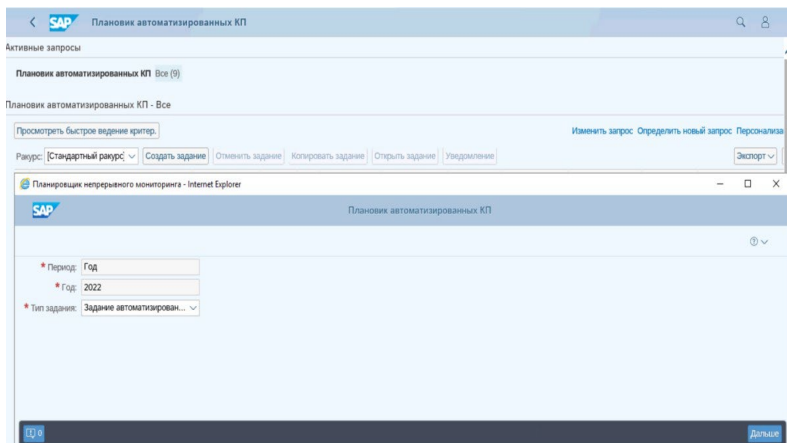 SAP Плановик автоматизированных КП
Активные запросы
Плановик автоматизированных КП Все (9)
Плановик автоматизированных КП - Все
Просмотреть быстрое ведение критер. Изменить запрос Определить новый запрос Персонализа
Ракурс: [Стандартный ракурс Создать задание Отменить задание Копировать задание Открыть задание Уведомление Экспорт
Планировщик непрерывного мониторинга - Internet Explorer
SAP Плановик автоматизированных КП
* Период: Год
* Год: 2022
* Тип задания: Задание автоматизирован...
0 Дальше